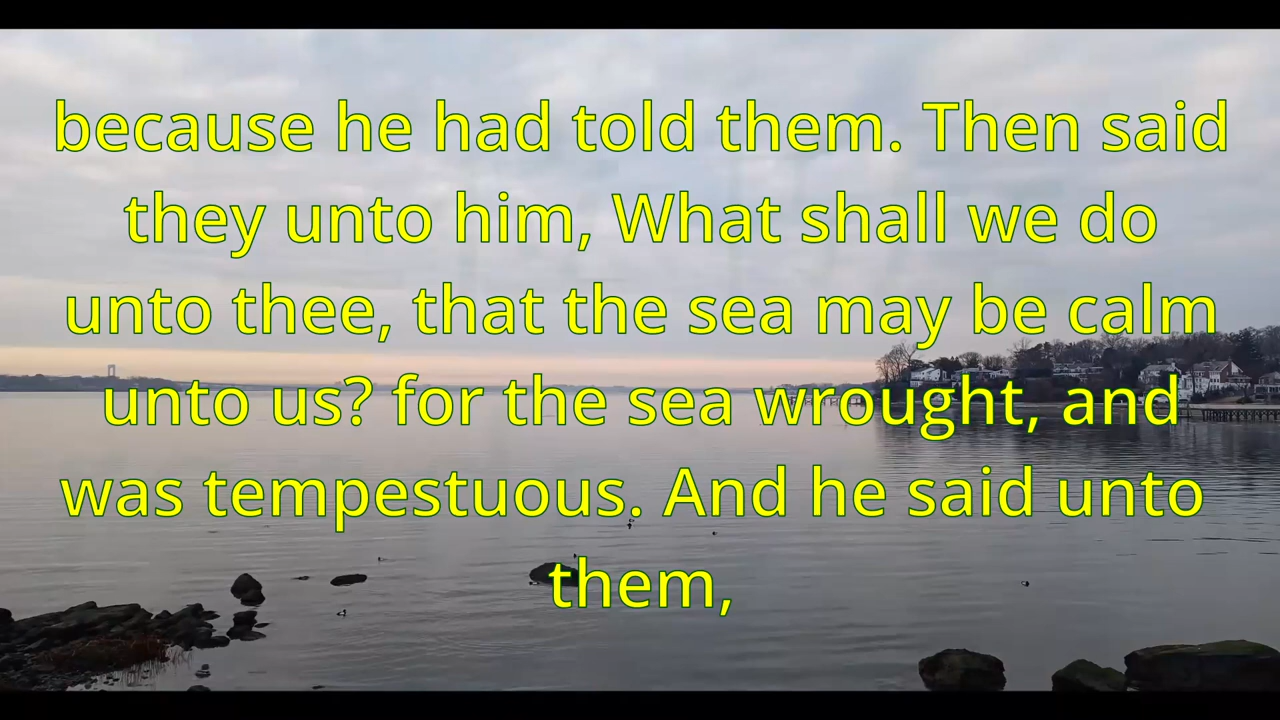 because he had told them. Then said
they unto him, What shall we do
unto thee, that the sea may be calm
unto us? for the sea wrought, and
was tempestuous. And he said unto
them,